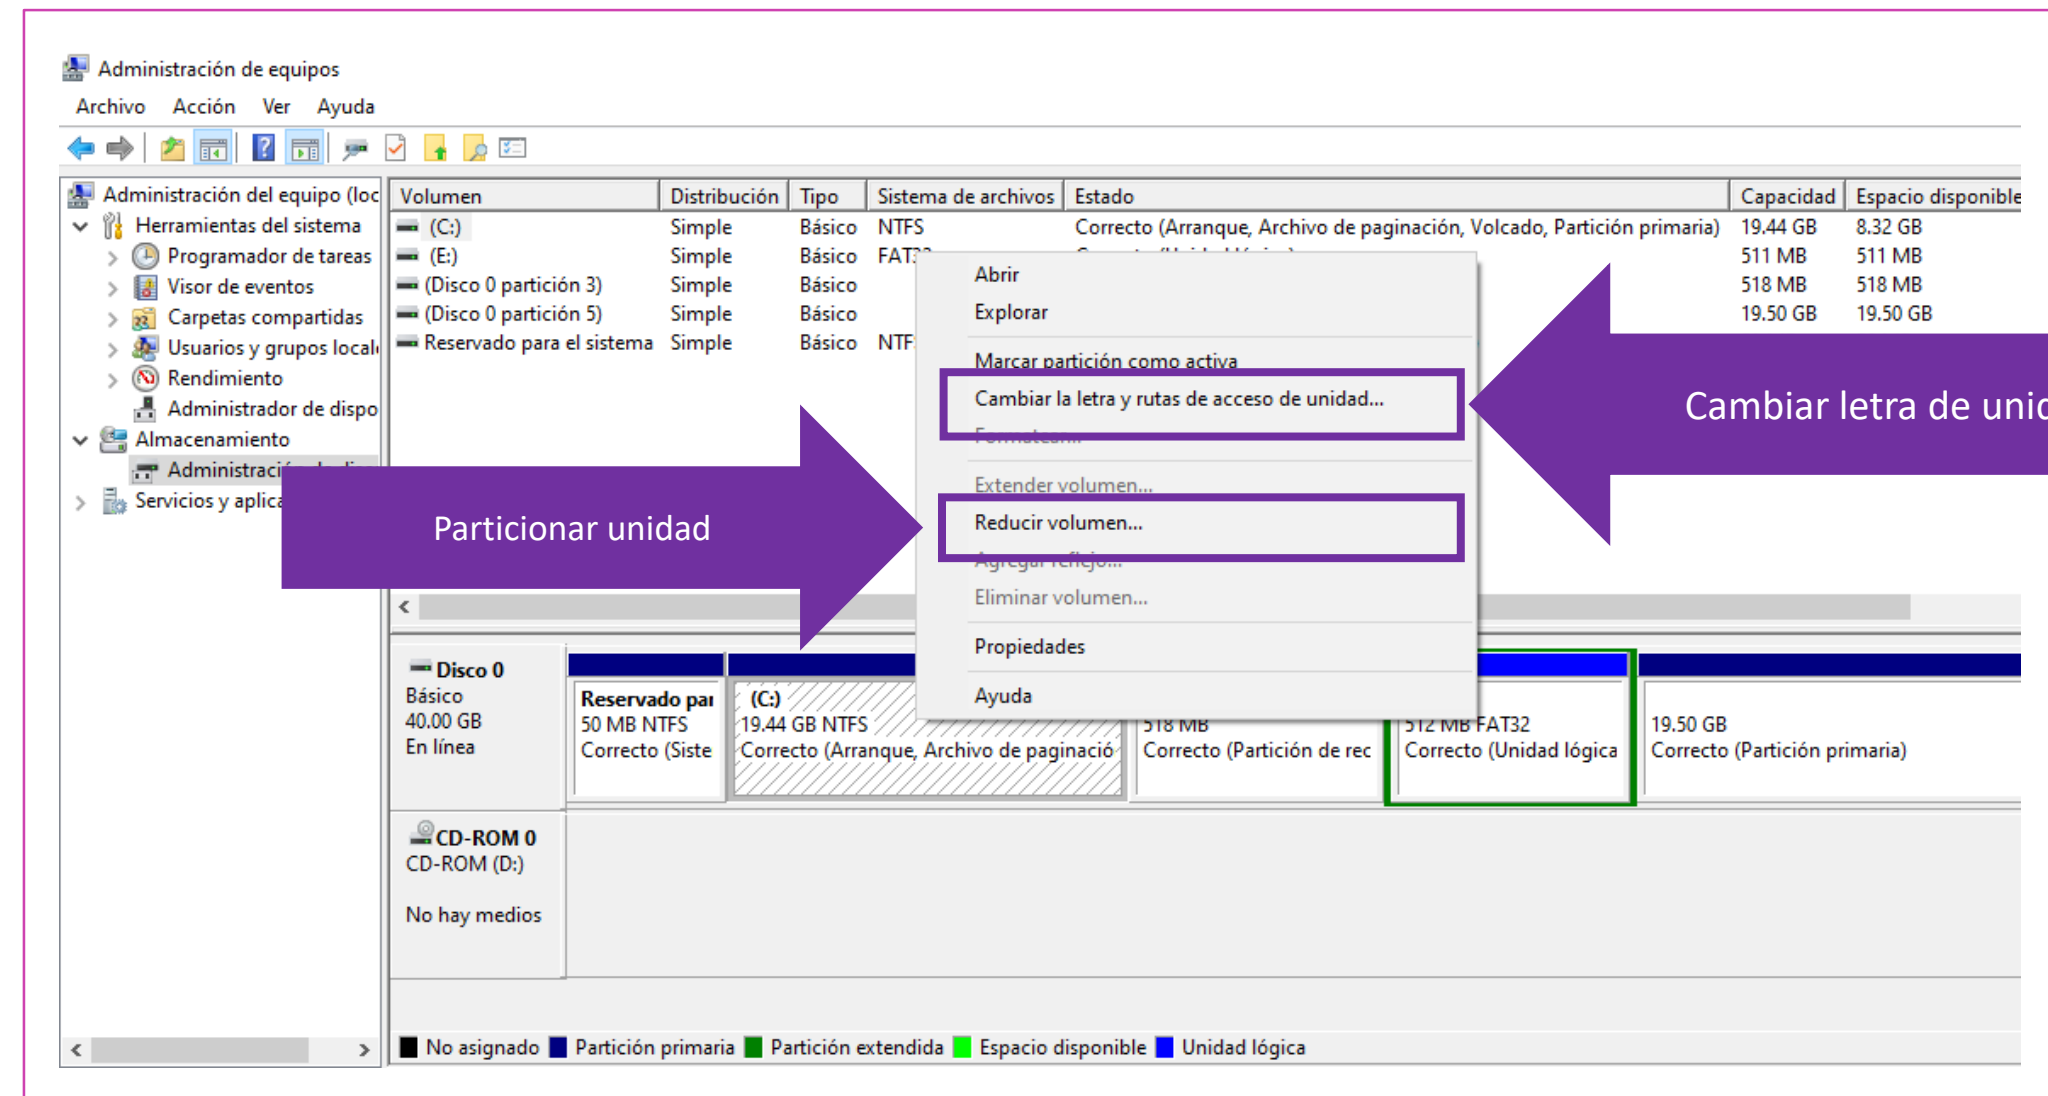 Administración de equipos
Archivo Acción Ver Ayuda
Administración del equipo (loc
Herramientas del sistema
Programador de tareas
Visor de eventos
Carpetas compartidas
Usuarios y grupos local
Rendimiento
Administrador de dispo
Almacenamiento
Servicios y aplica
Volumen Distribución Tipo Sistema de archivos Estado Capacidad Espacio disponible
(C:) Simple Básico NTFS Correcto (Arranque, Archivo de paginación, Volcado, Partición primaria) 19.44 GB 8.32 GB
(E:) Simple Básico 511 MB 511 MB
(Disco 0 partición 3) Simple Básico 518 MB 518 MB
(Disco 0 partición 5) Simple Básico 19.50 GB 19.50 GB
Reservado para el sistema Simple Básico NTF
Abrir
Explorar
Marcar partición como activa
Cambiar la letra y rutas de acceso de unidad...
Formatear...
Extender volumen...
Reducir volumen...
Agregar reflejo...
Eliminar volumen...
Propiedades
Ayuda
Cambiar letra de unid
Particionar unidad
Disco 0
Básico
40.00 GB
En línea
Reservado par
50 MB NTFS
Correcto (Siste
(C:)
19.44 GB NTFS
Correcto (Arranque, Archivo de paginació
518 MB
Correcto (Partición de rec
512 MB FAT32
Correcto (Unidad lógica
19.50 GB
Correcto (Partición primaria)
CD-ROM 0
CD-ROM (D:)
No hay medios
No asignado Partición primaria Partición extendida Espacio disponible Unidad lógica